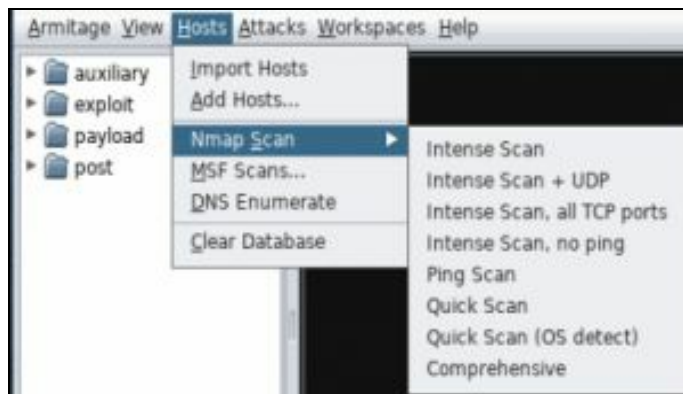 Armitage View Hosts Attacks Workspaces Help
auxiliary
exploit
payload
post
Import Hosts
Add Hosts...
Nmap Scan
MSF Scans...
DNS Enumerate
Clear Database
Intense Scan
Intense Scan + UDP
Intense Scan, all TCP ports
Intense Scan, no ping
Ping Scan
Quick Scan
Quick Scan (OS detect)
Comprehensive